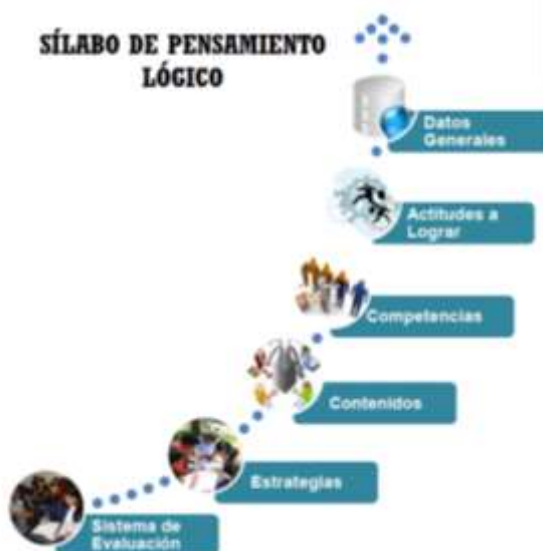 SÍLABO DE PENSAMIENTO
LÓGICO
Datos
Generales
Actitudes a
Lograr
Competencias
Contenidos
Estrategias
Sistema de
Evaluación